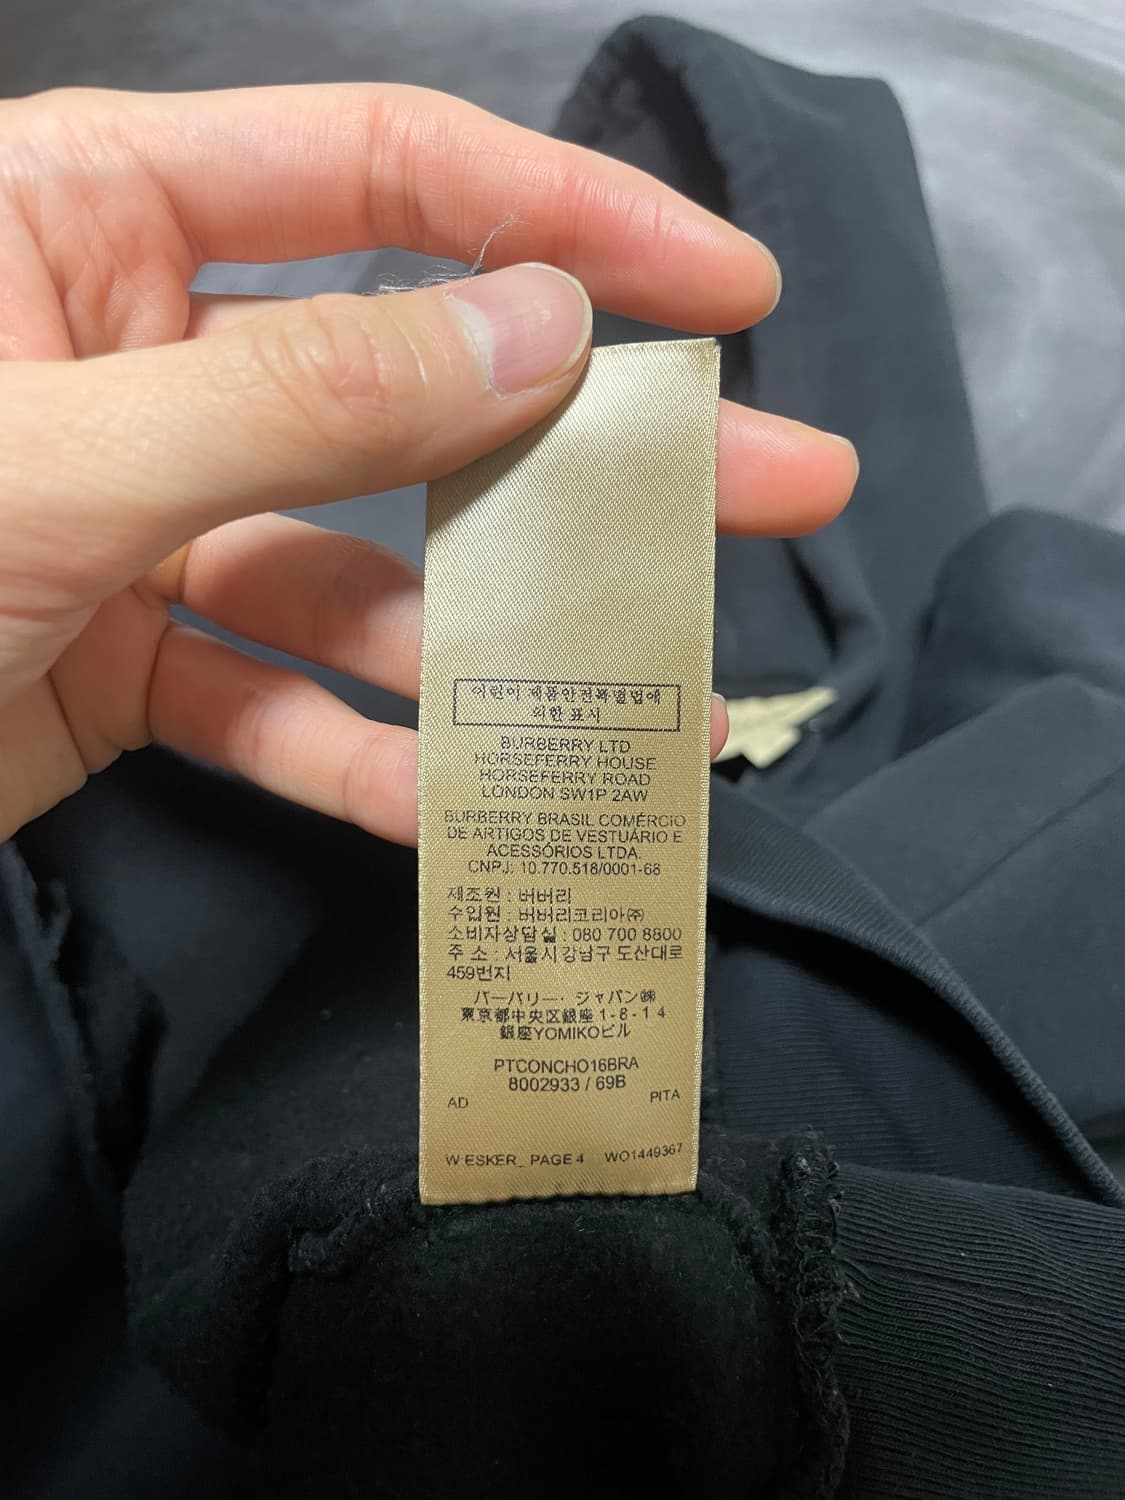 어린이 제품안전특별법에
의한 표시
BURBERRY LTD
HORSEFERRY HOUSE
HORSEFERRY ROAD
LONDON SW1P 2AW
BURBERRY BRASIL COMÉRCIO
DE ARTIGOS DE VESTUÁRIO E
ACESSÓRIOS LTDA.
CNPJ: 10.770.518/0001-68
제조원 : 버버리
수입원 : 버버리코리아㈜
소비자상담실 : 080 700 8800
주 소 : 서울시 강남구 도산대로
459번지
バーバリー・ジャパン㈱
東京都中央区銀座1-8-14
銀座YOMIKOビル
PTCONCHO16BRA
8002933 / 69B
AD PITA
WESKER_ PAGE 4 WO1449367